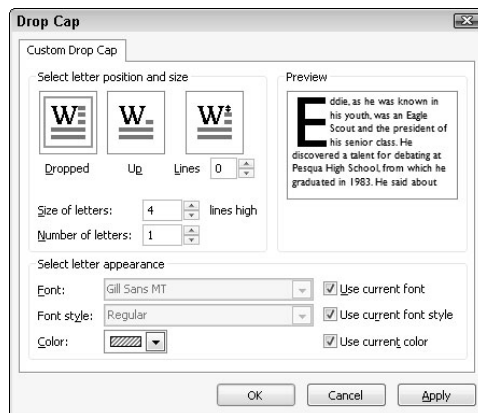 Drop Cap
Custom Drop Cap
Select letter position and size
W
W
W
Dropped
Up
Lines
0
Size of letters:
4
lines high
Number of letters:
1
Preview
Eddie, as he was known in
his youth, was an Eagle
Scout and the president of
his senior class. He
discovered a talent for debating at
Pesqua High School, from which he
graduated in 1983. He said about
Select letter appearance
Font:
Gill Sans MT
Use current font
Font style:
Regular
Use current font style
Color:
Use current color
OK
Cancel
Apply